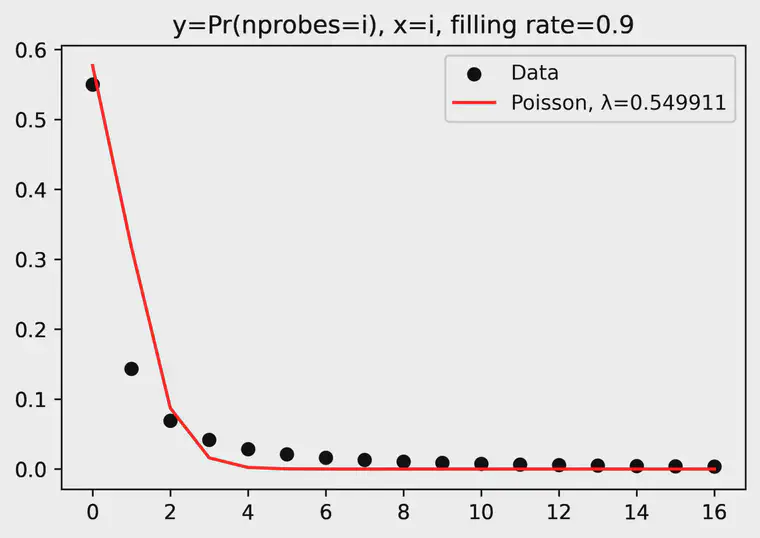 y=Pr(nprobes=i), x=i, filling rate=0.9
Data
Poisson, λ=0.549911
0.6
0.5
0.4
0.3
0.2
0.1
0.0
0 2 4 6 8 10 12 14 16